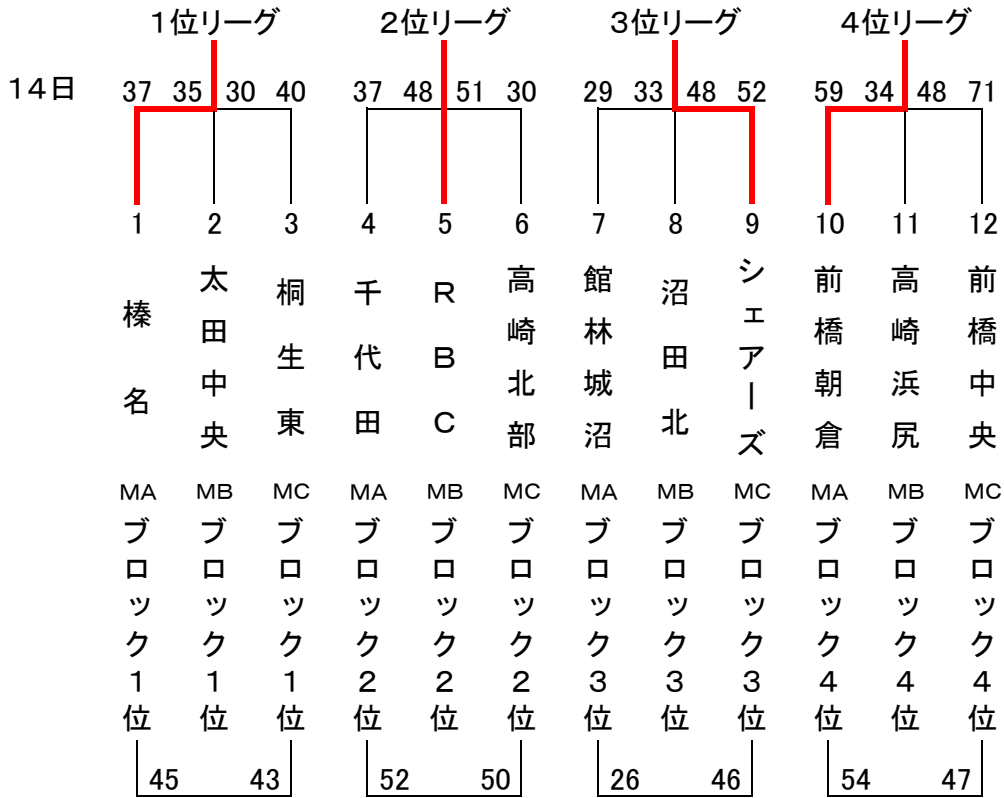 1位リーグ 2位リーグ 3位リーグ 4位リーグ
14日 37 35 30 40 37 48 51 30 29 33 48 52 59 34 48 71
1 2 3 4 5 6 7 8 9 10 11 12
榛名
太田中央
桐生東
千代田
RBC
高崎北部
館林城沼
沼田北
シェアーズ
前橋朝倉
高崎浜尻
前橋中央
MAブロック1位
MBブロック1位
MCブロック1位
MAブロック2位
MBブロック2位
MCブロック2位
MAブロック3位
MBブロック3位
MCブロック3位
MAブロック4位
MBブロック4位
MCブロック4位
45 43 52 50 26 46 54 47